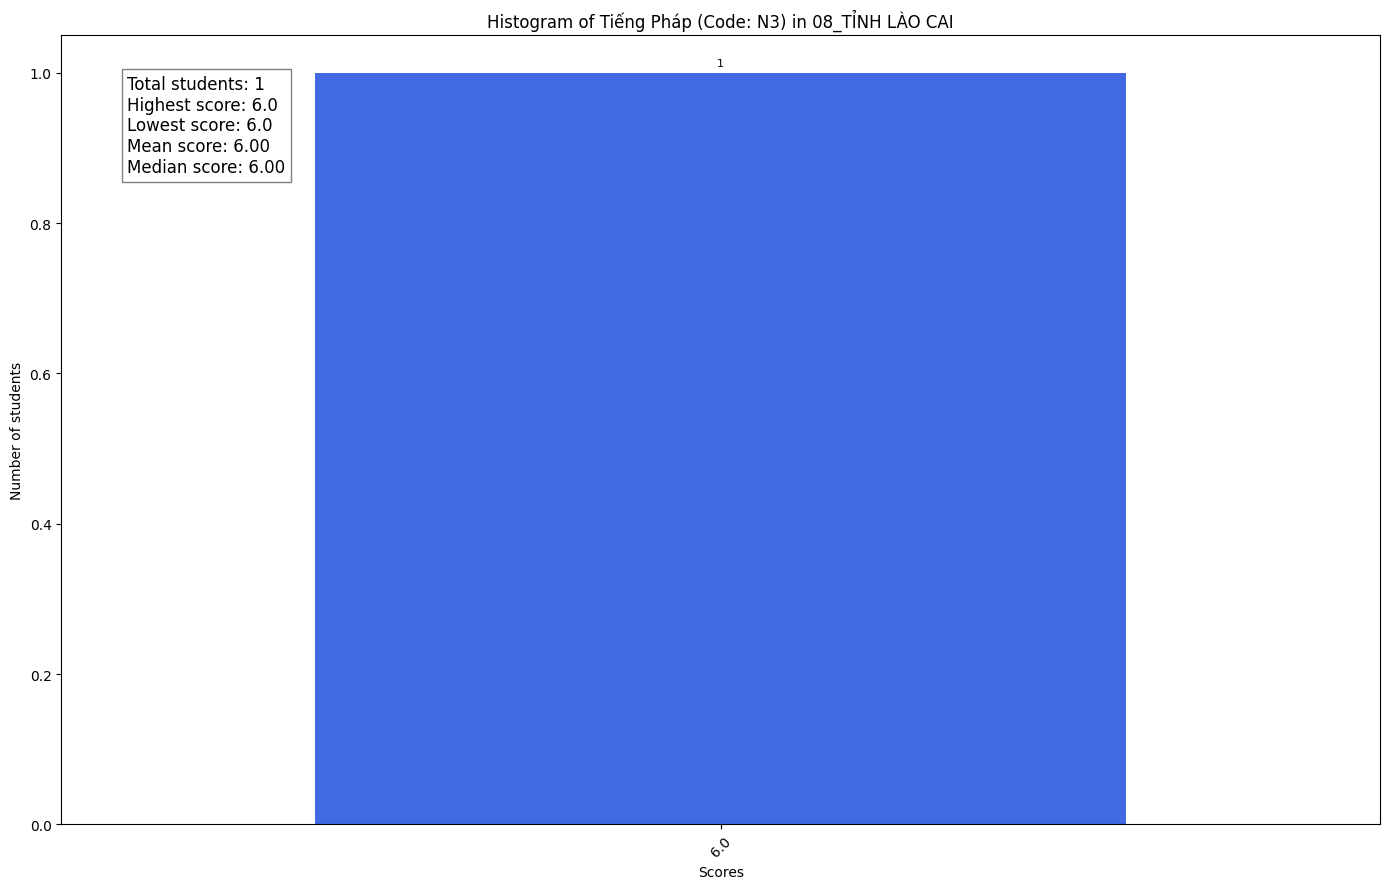 Histogram of Tiếng Pháp (Code: N3) in 08_TỈNH LÀO CAI
1
Total students: 1
Highest score: 6.0
Lowest score: 6.0
Mean score: 6.00
Median score: 6.00
1.0
0.8
0.6
0.4
0.2
0.0
Number of students
6.0
Scores